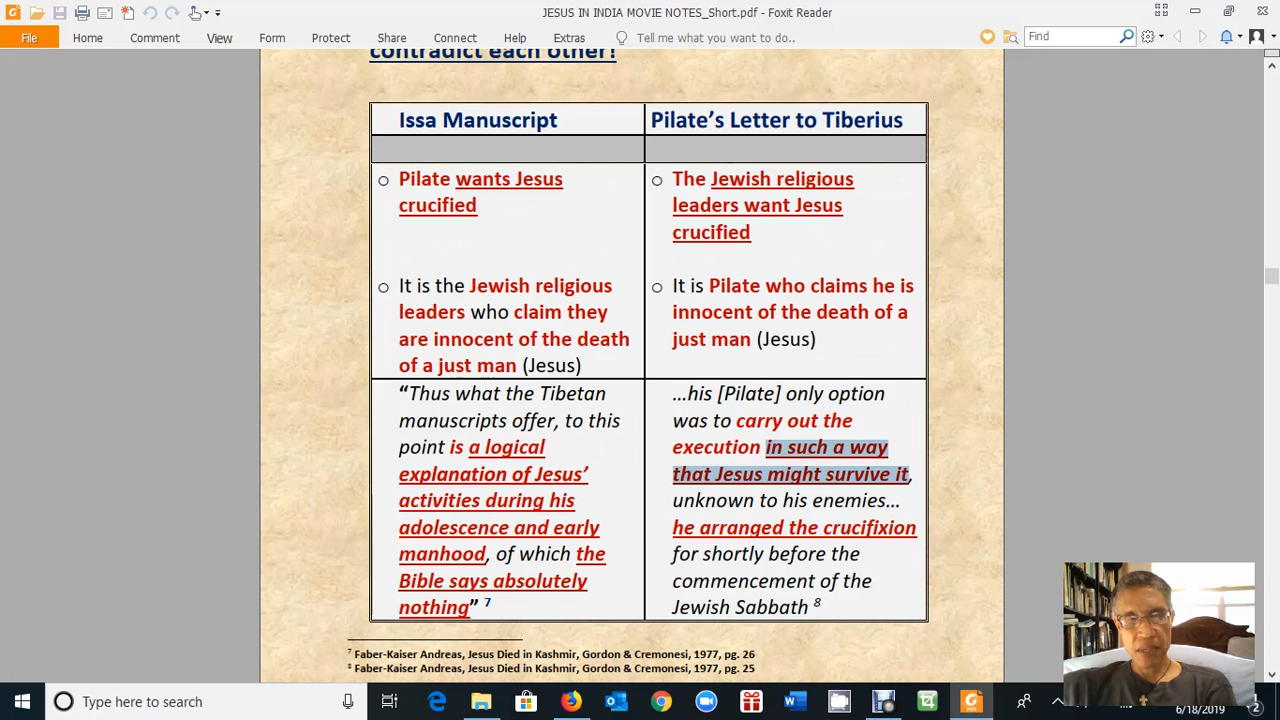 JESUS IN INDIA MOVIE NOTES_Short.pdf - Foxit Reader
File Home Comment View Form Protect Share Connect Help Extras Tell me what you want to do.. Find
contradict each other!
Issa Manuscript
Pilate wants Jesus
crucified
It is the Jewish religious
leaders who claim they
are innocent of the death
of a just man (Jesus)
“Thus what the Tibetan
manuscripts offer, to this
point is a logical
explanation of Jesus’
activities during his
adolescence and early
manhood, of which the
Bible says absolutely
nothing” 7
Pilate’s Letter to Tiberius
The Jewish religious
leaders want Jesus
crucified
It is Pilate who claims he is
innocent of the death of a
just man (Jesus)
…his [Pilate] only option
was to carry out the
execution in such a way
that Jesus might survive it,
unknown to his enemies…
he arranged the crucifixion
for shortly before the
commencement of the
Jewish Sabbath 8
7 Faber-Kaiser Andreas, Jesus Died in Kashmir, Gordon & Cremonesi, 1977, pg. 26
8 Faber-Kaiser Andreas, Jesus Died in Kashmir, Gordon & Cremonesi, 1977, pg. 25
Type here to search
6/18/2019